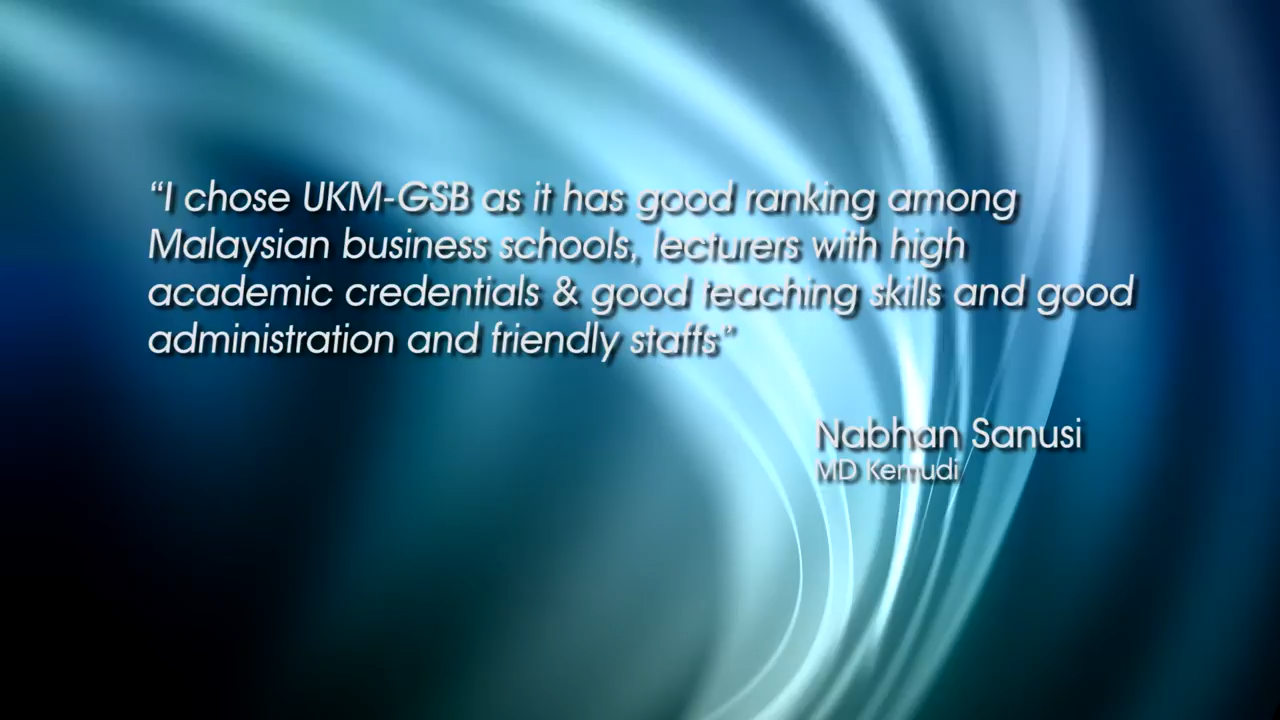 “I chose UKM-GSB as it has good ranking among
Malaysian business schools, lecturers with high
academic credentials & good teaching skills and good
administration and friendly staffs”
Nabhan Sanusi
MD Kemudi